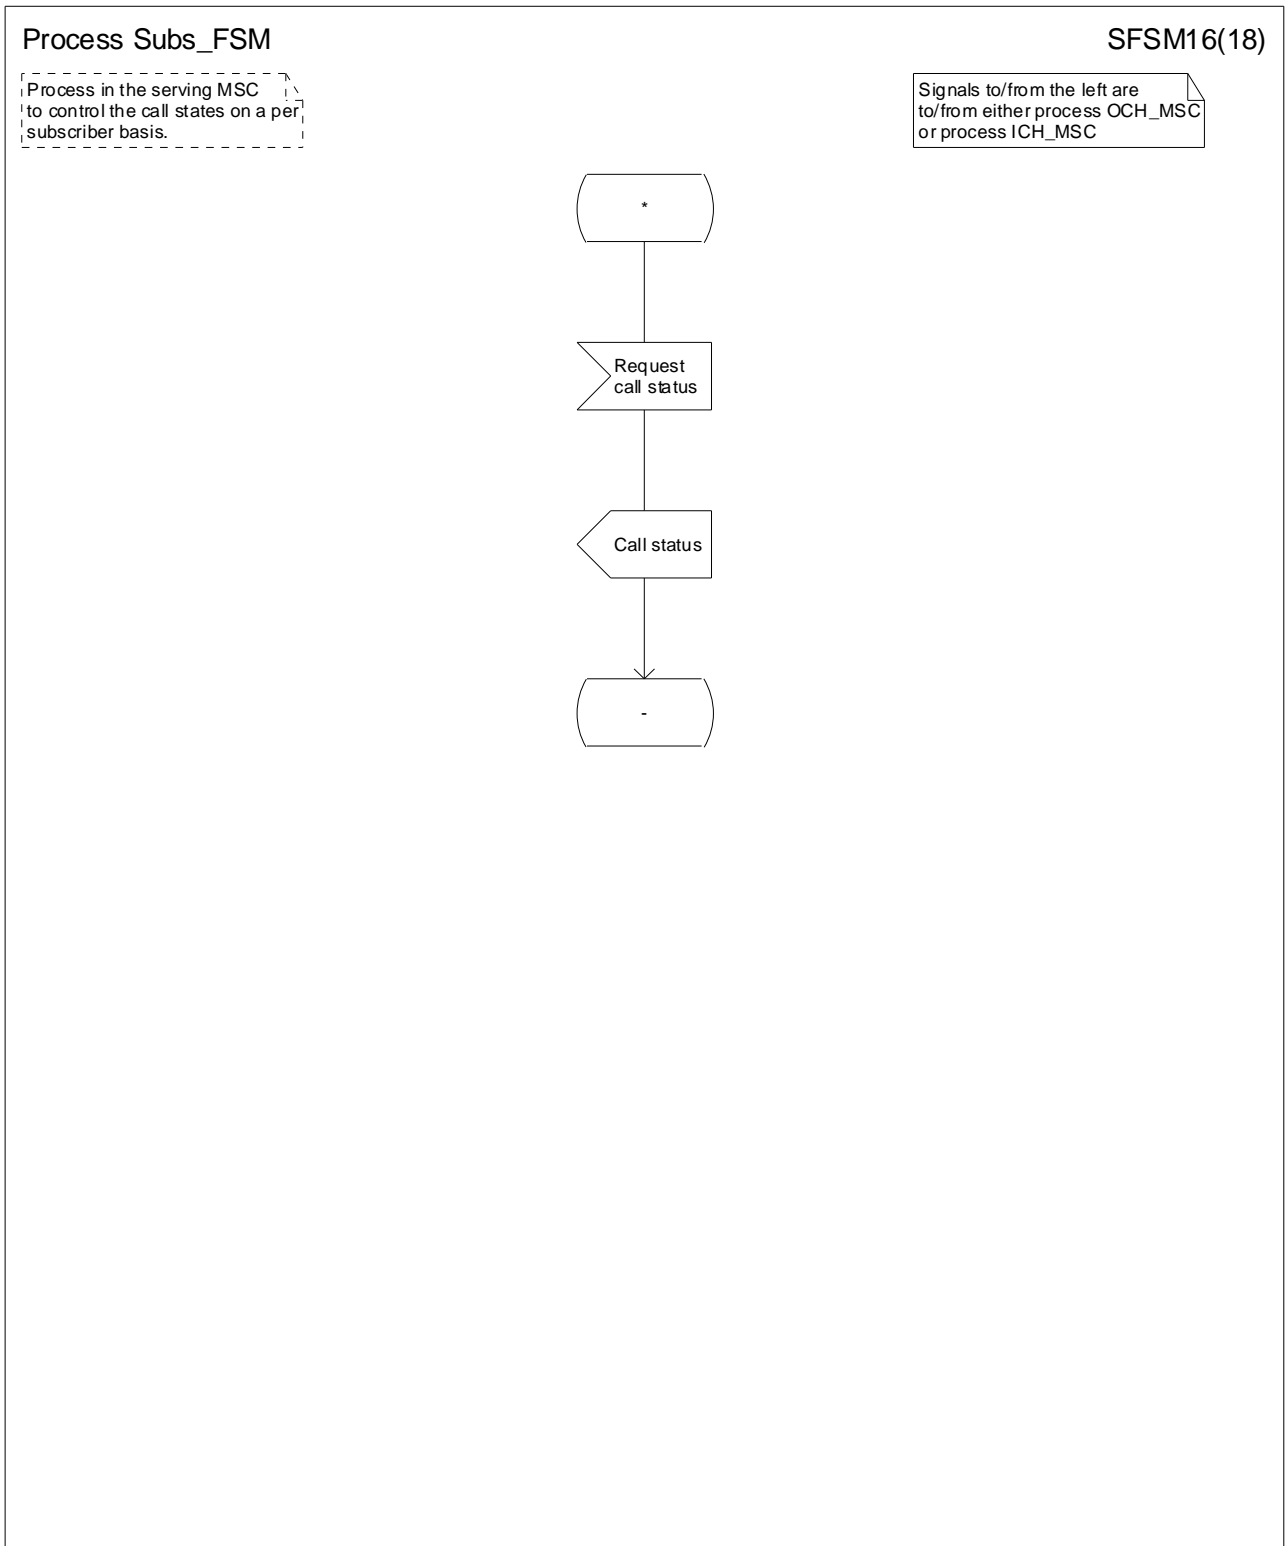 Process Subs_FSM
SFSM16(18)
Process in the serving MSC
to control the call states on a per
subscriber basis.
Signals to/from the left are
to/from either process OCH_MSC
or process ICH_MSC
*
Request
call status
Call status
-